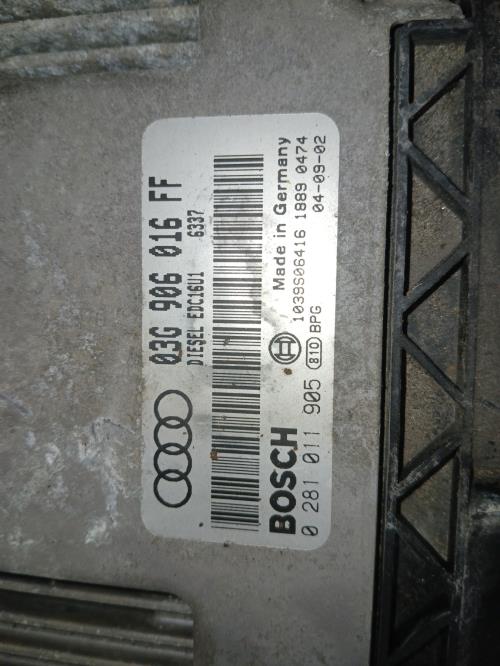 03G 906 016 FF
DIESEL EDC16U1 6337
BOSCH
Made in Germany
0 281 011 905
1039S06416 1889 0474
810 BPG
04-09-02